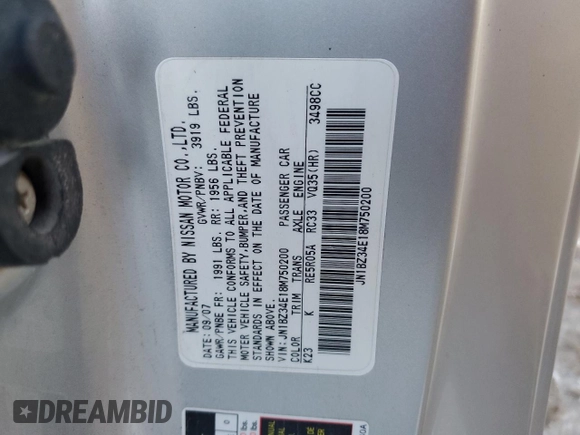 MANUFACTURED BY NISSAN MOTOR CO.,LTD.
DATE: 09/07 GVWR/PNBV: 3919 LBS.
GAWR/PNBE FR: 1991 LBS. RR: 1956 LBS.
THIS VEHICLE CONFORMS TO ALL APPLICABLE FEDERAL
MOTOR VEHICLE SAFETY,BUMPER,AND THEFT PREVENTION
STANDARDS IN EFFECT ON THE DATE OF MANUFACTURE
SHOWN ABOVE.
VIN:JN1BZ34E18M750200 PASSENGER CAR
COLOR TRIM TRANS AXLE ENGINE
K23 K RE5R05A RC33 VQ35(HR) 3498CC
JN1BZ34E18M750200
0
lbs.
DREAMBID